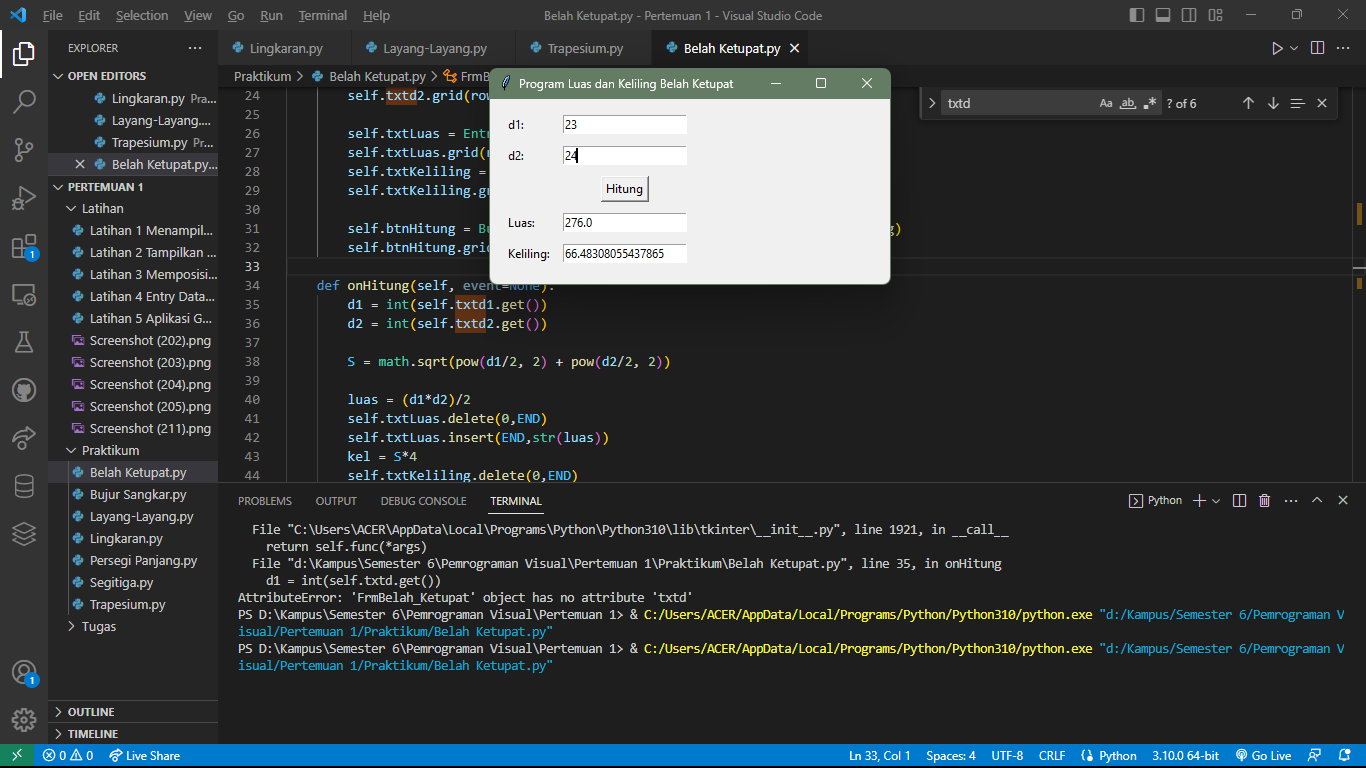 File Edit Selection View Go Run Terminal Help Belah Ketupat.py - Pertemuan 1 - Visual Studio Code
EXPLORER
OPEN EDITORS
Lingkaran.py Pra...
Layang-Layang....
Trapesium.py Pr...
Belah Ketupat.py...
PERTEMUAN 1
Latihan
Latihan 1 Menampil...
Latihan 2 Tampilkan ...
Latihan 3 Memposisi...
Latihan 4 Entry Data...
Latihan 5 Aplikasi G...
Screenshot (202).png
Screenshot (203).png
Screenshot (204).png
Screenshot (205).png
Screenshot (211).png
Praktikum
Belah Ketupat.py
Bujur Sangkar.py
Layang-Layang.py
Lingkaran.py
Persegi Panjang.py
Segitiga.py
Trapesium.py
Tugas
OUTLINE
TIMELINE
1
1
Lingkaran.py Layang-Layang.py Trapesium.py Belah Ketupat.py
Praktikum > Belah Ketupat.py > FrmB
txtd Aa ab .* ? of 6
24 self.txtd2.grid(row
25
26 self.txtLuas = Entr
27 self.txtLuas.grid(r
28 self.txtKeliling =
29 self.txtKeliling.gr
30
31 self.btnHitung = Bu g)
32 self.btnHitung.grid
33
34 def onHitung(self, event=None):
35 d1 = int(self.txtd1.get())
36 d2 = int(self.txtd2.get())
37
38 S = math.sqrt(pow(d1/2, 2) + pow(d2/2, 2))
39
40 luas = (d1*d2)/2
41 self.txtLuas.delete(0,END)
42 self.txtLuas.insert(END,str(luas))
43 kel = S*4
44 self.txtKeliling.delete(0,END)
Program Luas dan Keliling Belah Ketupat
d1: 23
d2: 24
Hitung
Luas: 276.0
Keliling: 66.48308055437865
PROBLEMS OUTPUT DEBUG CONSOLE TERMINAL Python
File "C:\Users\ACER\AppData\Local\Programs\Python\Python310\lib\tkinter\__init__.py", line 1921, in __call__
return self.func(*args)
File "d:\Kampus\Semester 6\Pemrograman Visual\Pertemuan 1\Praktikum\Belah Ketupat.py", line 35, in onHitung
d1 = int(self.txtd.get())
AttributeError: 'FrmBelah_Ketupat' object has no attribute 'txtd'
PS D:\Kampus\Semester 6\Pemrograman Visual\Pertemuan 1> & C:/Users/ACER/AppData/Local/Programs/Python/Python310/python.exe "d:/Kampus/Semester 6/Pemrograman V
isual/Pertemuan 1/Praktikum/Belah Ketupat.py"
PS D:\Kampus\Semester 6\Pemrograman Visual\Pertemuan 1> & C:/Users/ACER/AppData/Local/Programs/Python/Python310/python.exe "d:/Kampus/Semester 6/Pemrograman V
isual/Pertemuan 1/Praktikum/Belah Ketupat.py"
0 0 Live Share Ln 33, Col 1 Spaces: 4 UTF-8 CRLF Python 3.10.0 64-bit Go Live